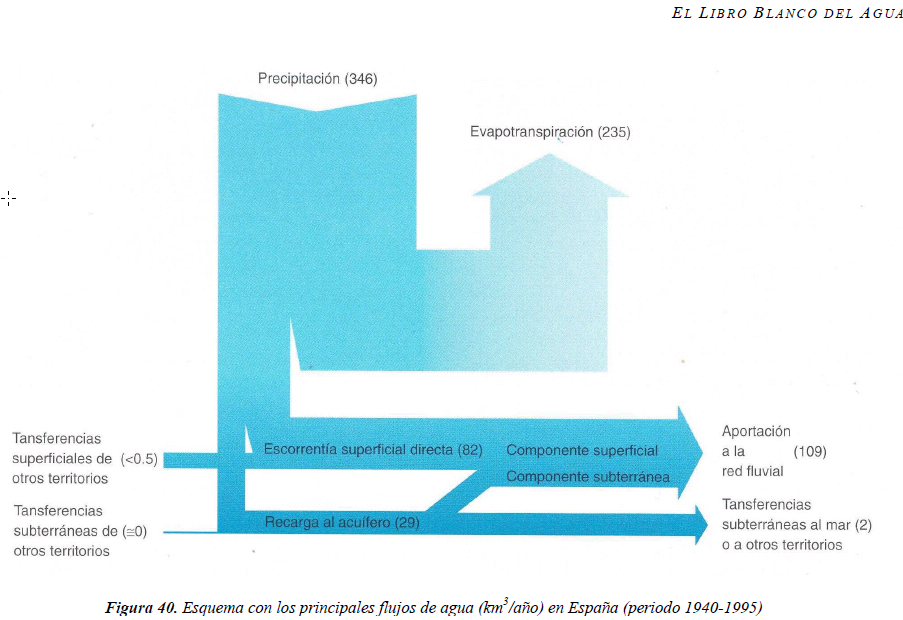 EL LIBRO BLANCO DEL AGUA
Precipitación (346)
Evapotranspiración (235)
Tansferencias
superficiales de (<0.5)
otros territorios
Escorrentía superficial directa (82)
Componente superficial
Componente subterránea
Aportación
a la (109)
red fluvial
Tansferencias
subterráneas de (≅0)
otros territorios
Recarga al acuífero (29)
Tansferencias
subterráneas al mar (2)
o a otros territorios
Figura 40. Esquema con los principales flujos de agua (km³/año) en España (periodo 1940-1995)